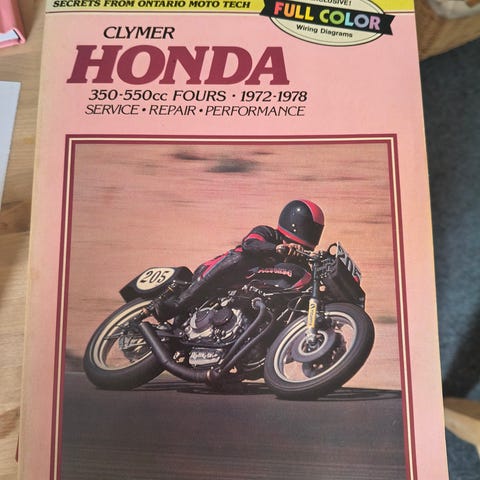 SECRETS FROM ONTARIO MOTO TECH
EXCLUSIVE!
FULL COLOR
Wiring Diagrams
CLYMER
HONDA
350-550cc FOURS • 1972-1978
SERVICE • REPAIR • PERFORMANCE
205